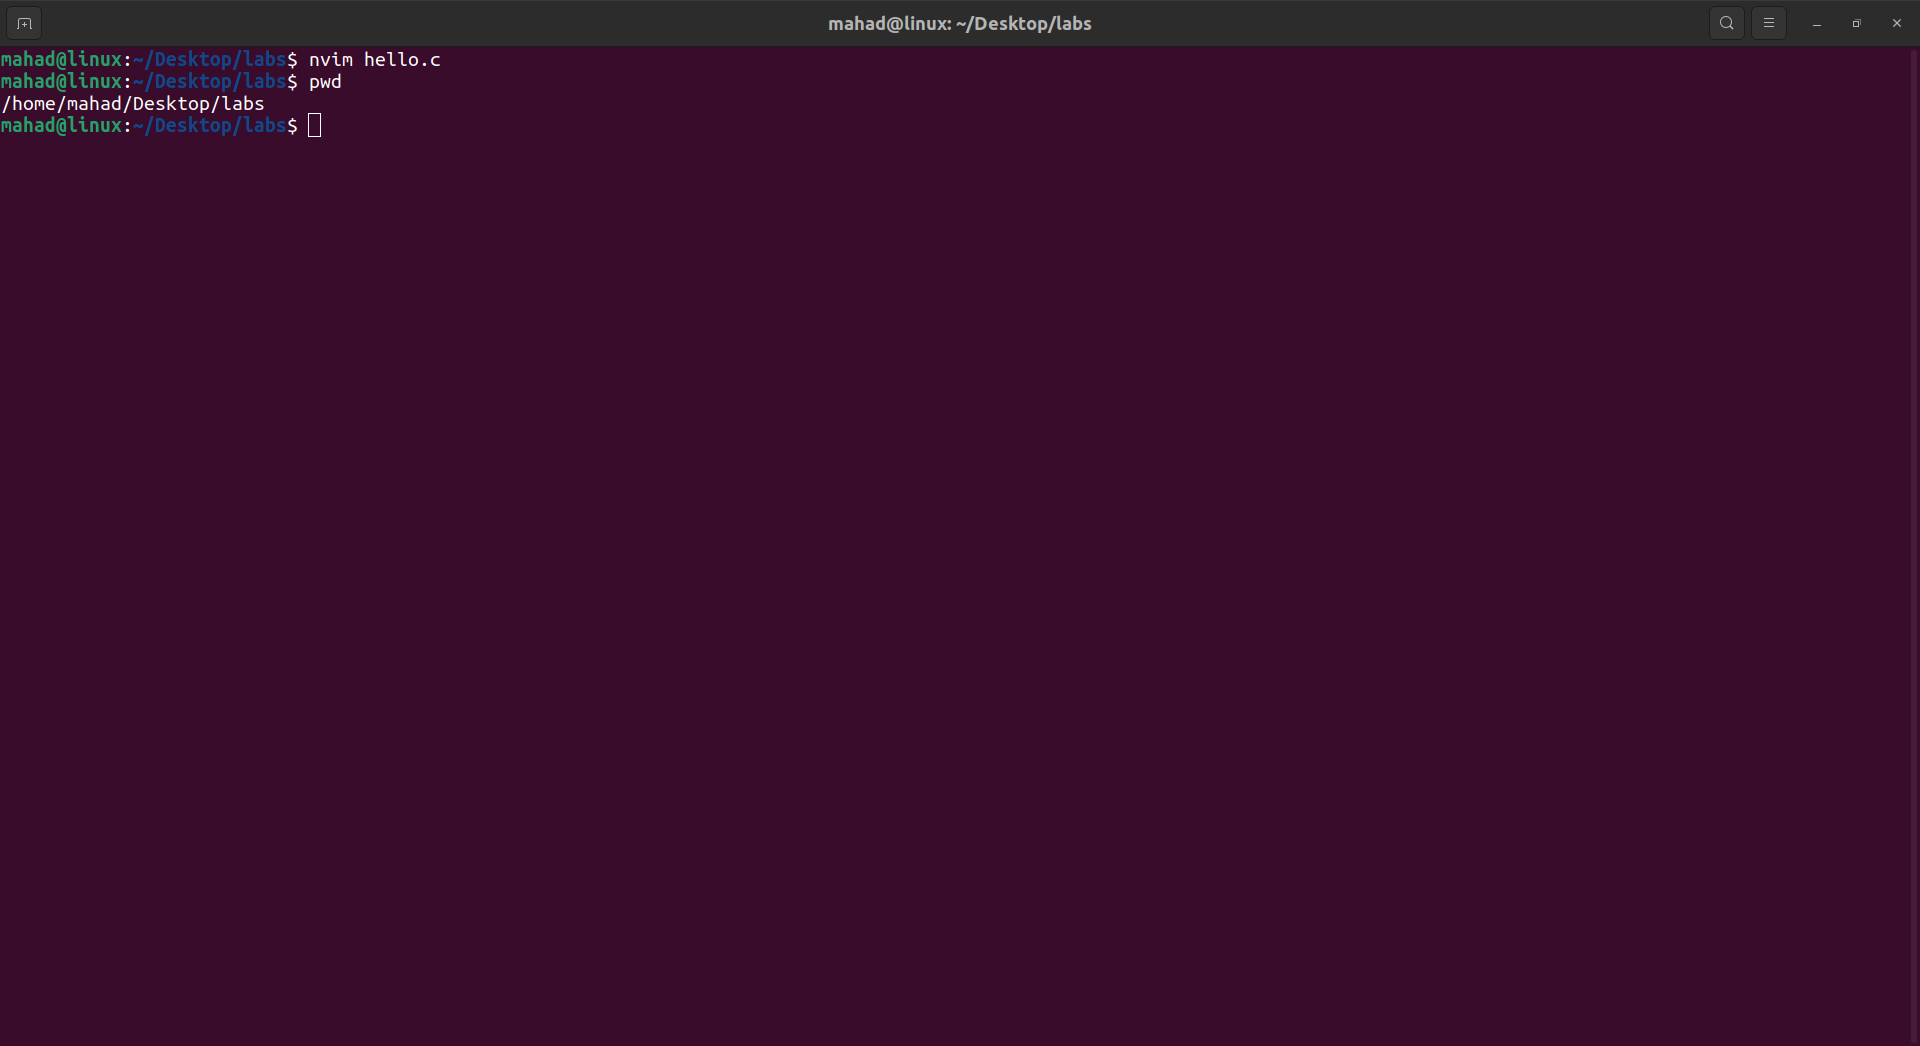 mahad@linux: ~/Desktop/labs
mahad@linux:~/Desktop/labs$ nvim hello.c
mahad@linux:~/Desktop/labs$ pwd
/home/mahad/Desktop/labs
mahad@linux:~/Desktop/labs$